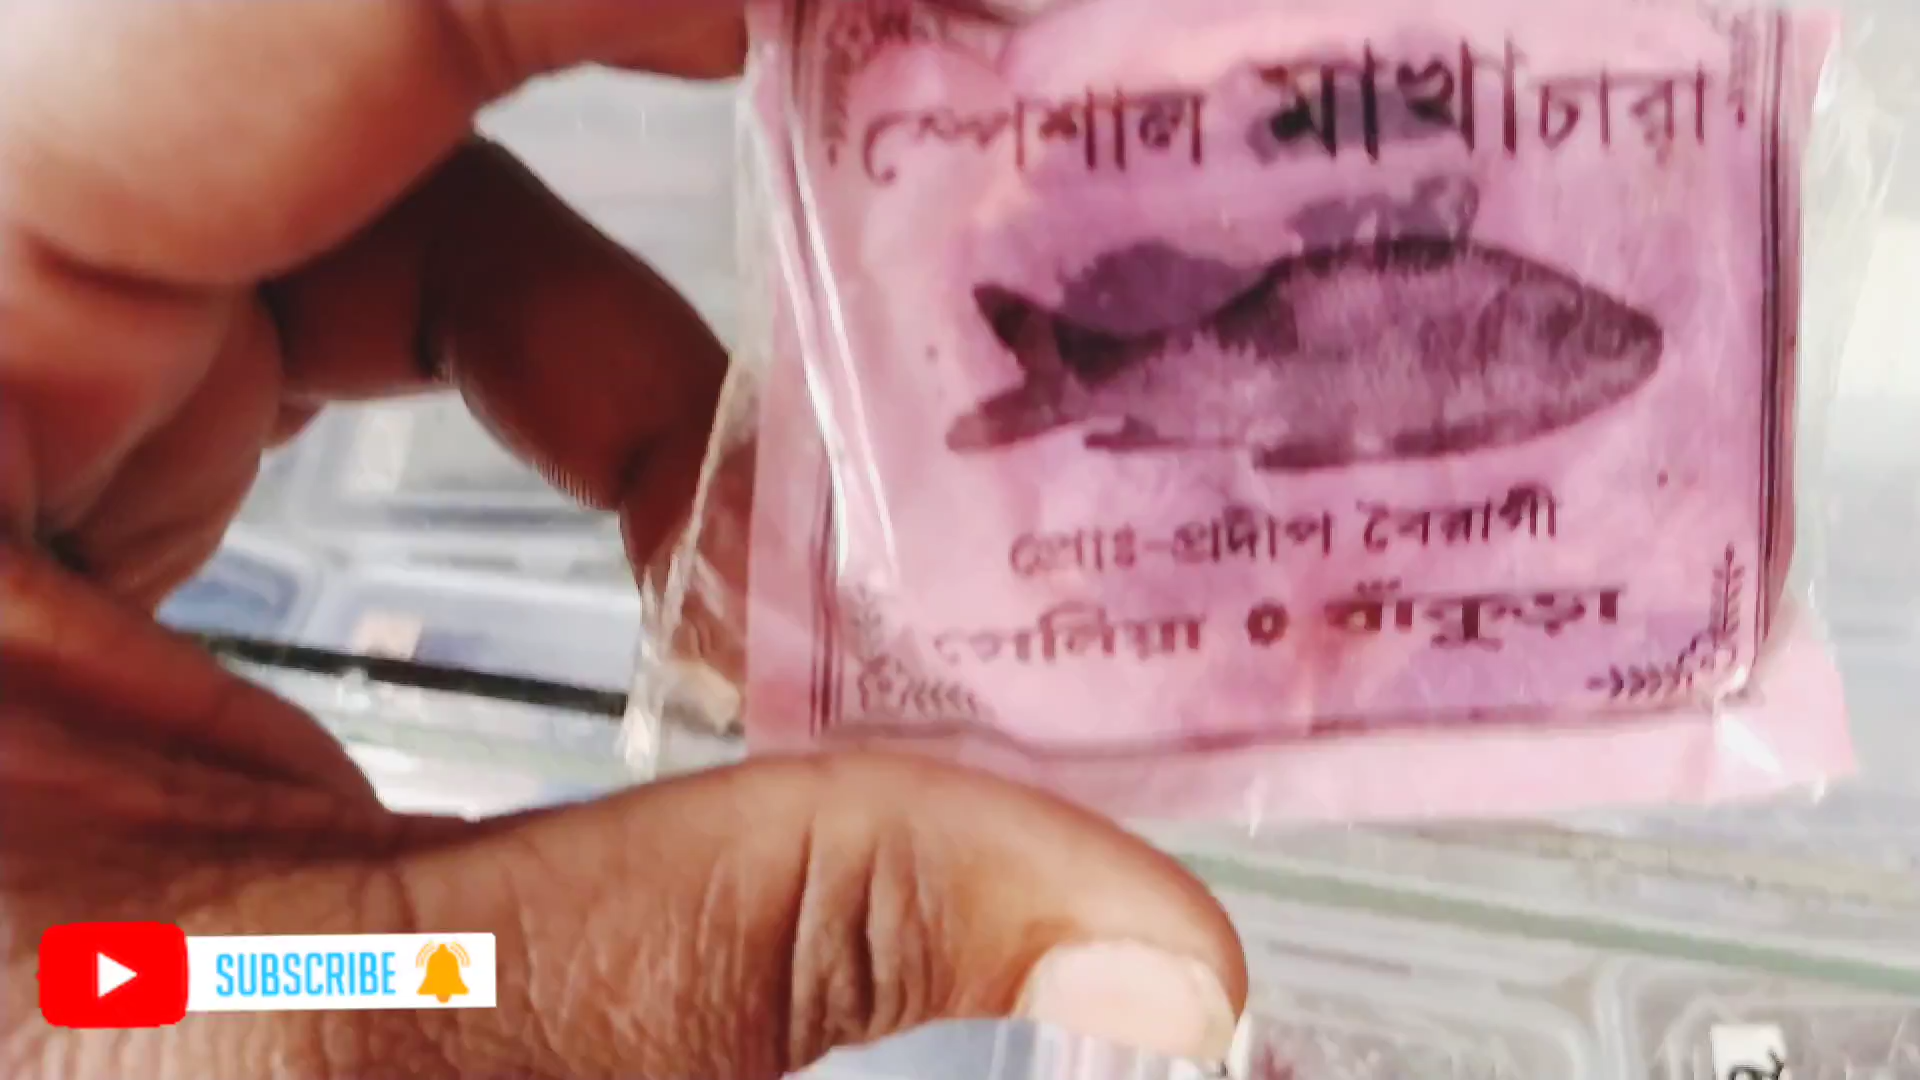 স্পেশাল মাখা চারা
প্রোঃ-প্রদীপ বৈরাগী
পেলিয়া ০ বাঁকুড়া
SUBSCRIBE